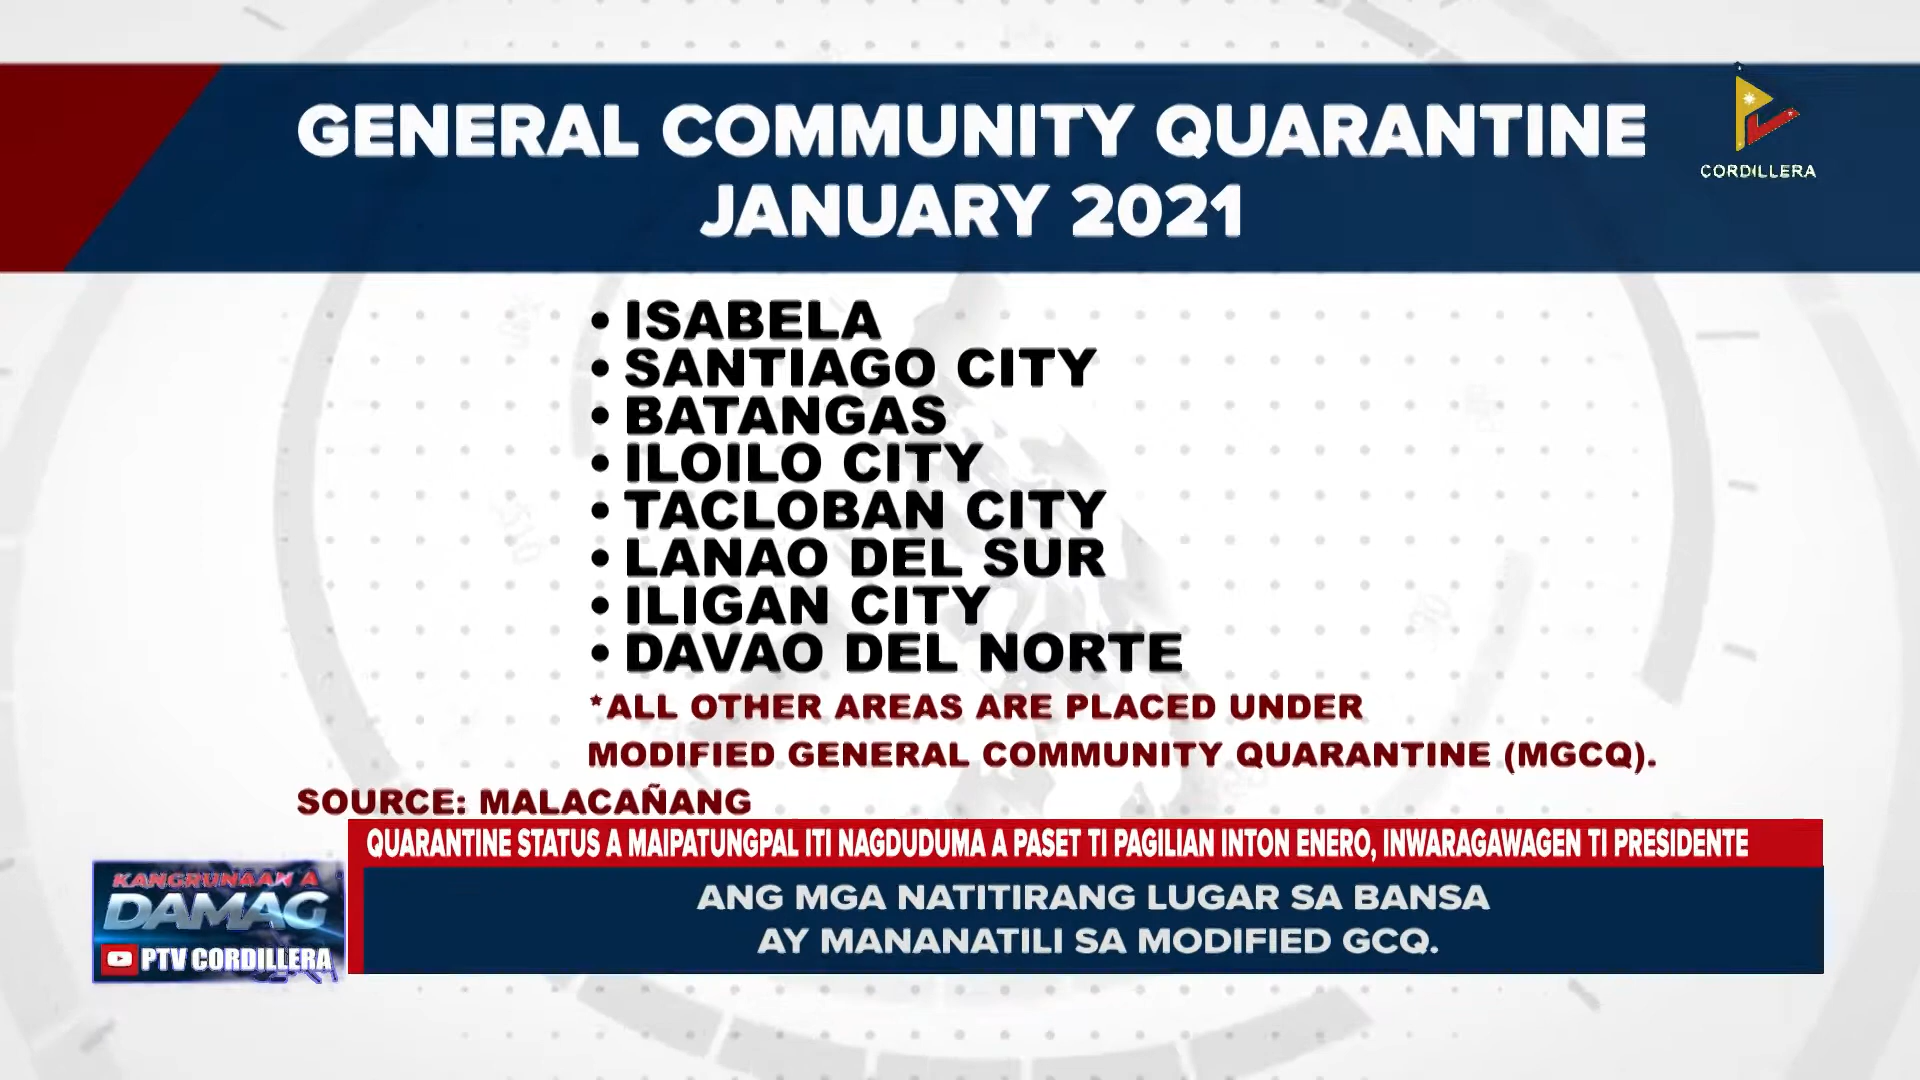 GENERAL COMMUNITY QUARANTINE
JANUARY 2021
CORDILLERA
• ISABELA
• SANTIAGO CITY
• BATANGAS
• ILOILO CITY
• TACLOBAN CITY
• LANAO DEL SUR
• ILIGAN CITY
• DAVAO DEL NORTE
*ALL OTHER AREAS ARE PLACED UNDER
MODIFIED GENERAL COMMUNITY QUARANTINE (MGCQ).
SOURCE: MALACAÑANG
QUARANTINE STATUS A MAIPATUNGPAL ITI NAGDUDUMA A PASET TI PAGILIAN INTON ENERO, INWARAGAWAGEN TI PRESIDENTE
KANGRUNAAN A
DAMAG
PTV CORDILLERA
ANG MGA NATITIRANG LUGAR SA BANSA
AY MANANATILI SA MODIFIED GCQ.